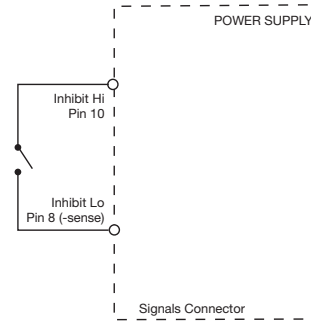 POWER SUPPLY
Inhibit Hi
Pin 10
Inhibit Lo
Pin 8 (-sense)
Signals Connector